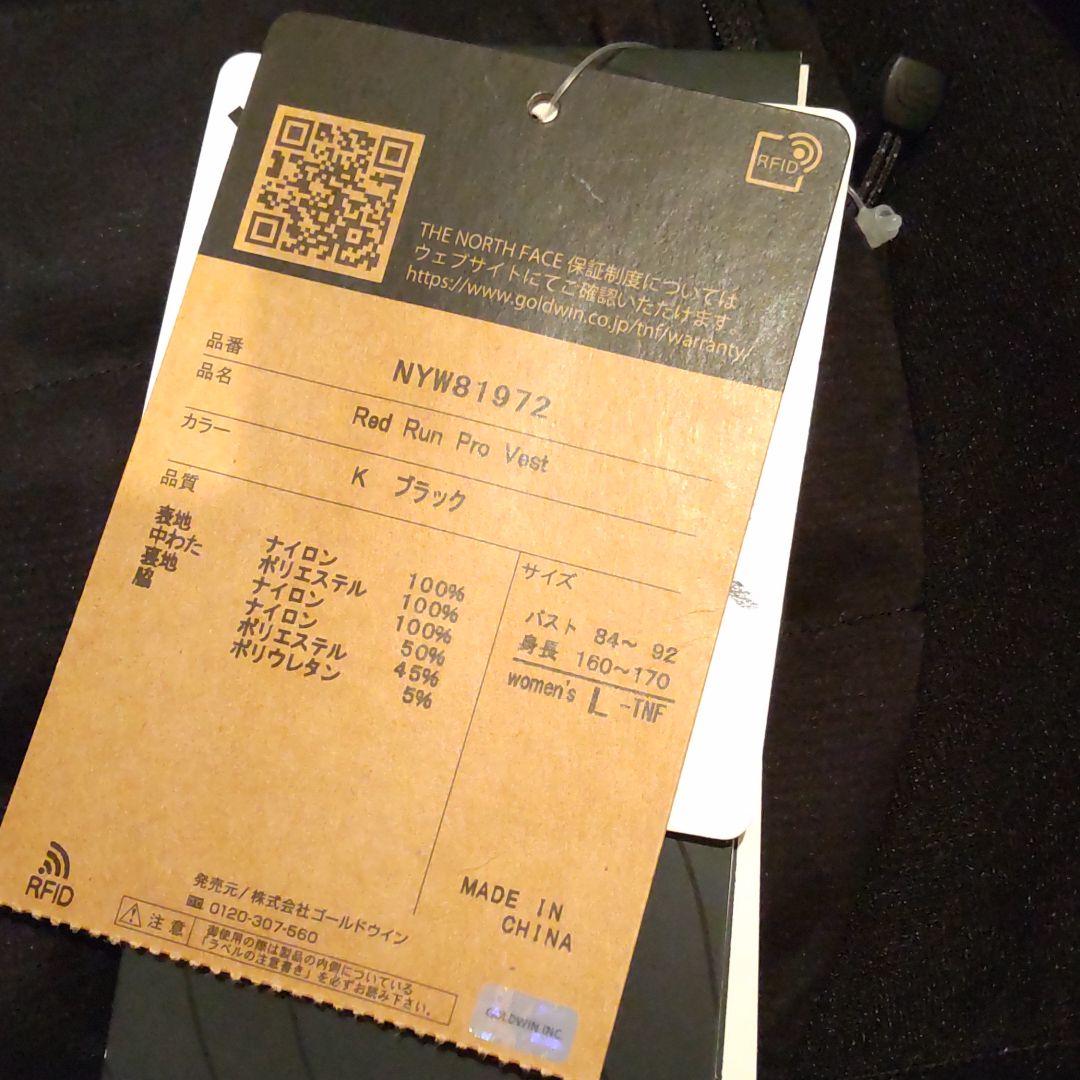 RFID
THE NORTH FACE 保証制度については
ウェブサイトにてご確認いただけます。
https://www.goldwin.co.jp/tnf/warranty/
品番 NYW81972
品名 Red Run Pro Vest
カラー K ブラック
品質
表地 ナイロン 100%
中わた ポリエステル 100%
裏地 ナイロン 100%
脇 ナイロン 50%
ポリエステル 45%
ポリウレタン 5%
サイズ
バスト 84～ 92
身長 160～170
women's L -TNF
MADE IN
CHINA
RFID
発売元/株式会社ゴールドウイン
0120-307-560
注意
御使用の際は製品の内側についている
「ラベルの注意書き」を必ずお読み下さい。
GOLDWIN INC